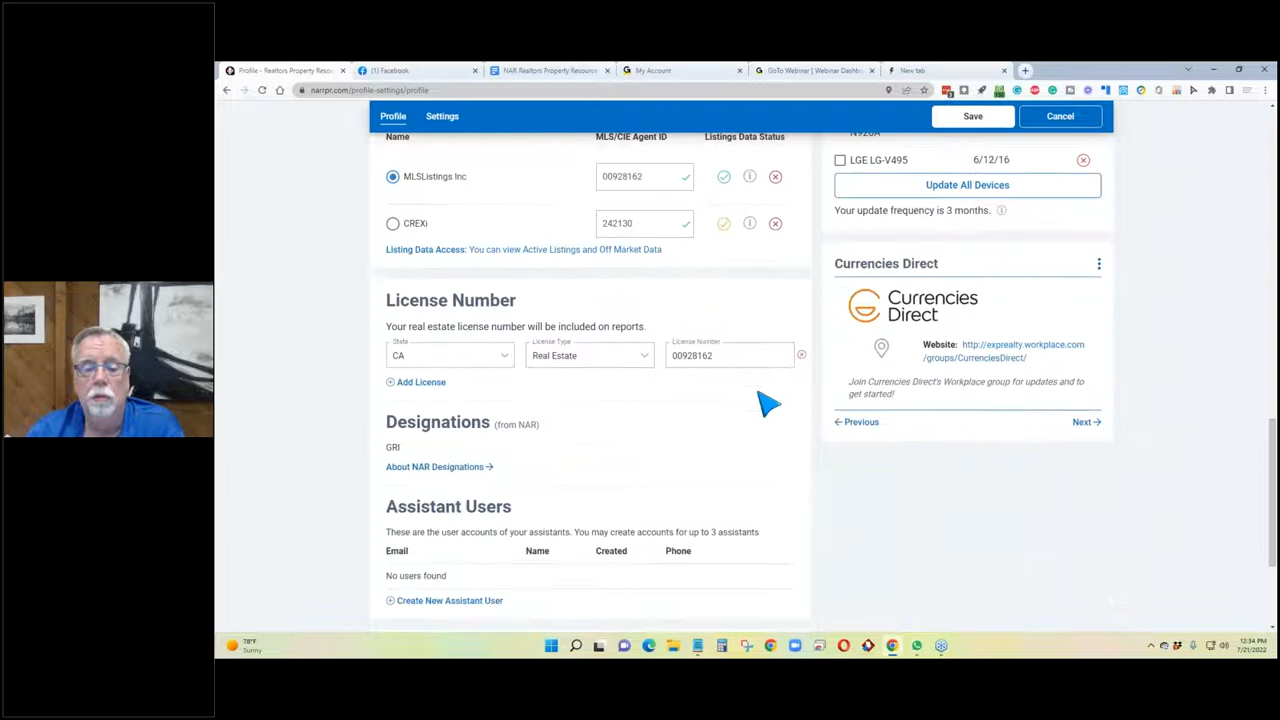 Profile - Realtors Property Resou
(1) Facebook
NAR Realtors Property Resource
My Account
GoTo Webinar | Webinar Dashb
New tab
narrpr.com/profile-settings/profile
Profile
Settings
Save
Cancel
Name
MLS/CIE Agent ID
Listings Data Status
MLSListings Inc
00928162
CREXi
242130
Listing Data Access: You can view Active Listings and Off Market Data
License Number
Your real estate license number will be included on reports.
State
License Type
License Number
CA
Real Estate
00928162
Add License
Designations (from NAR)
GRI
About NAR Designations
Assistant Users
These are the user accounts of your assistants. You may create accounts for up to 3 assistants
Email
Name
Created
Phone
No users found
Create New Assistant User
N920A
LGE LG-V495
6/12/16
Update All Devices
Your update frequency is 3 months.
Currencies Direct
Currencies
Direct
Website: http://exprealty.workplace.com
/groups/CurrenciesDirect/
Join Currencies Direct's Workplace group for updates and to
get started!
Previous
Next
78°F
Sunny
12:34 PM
7/21/2022